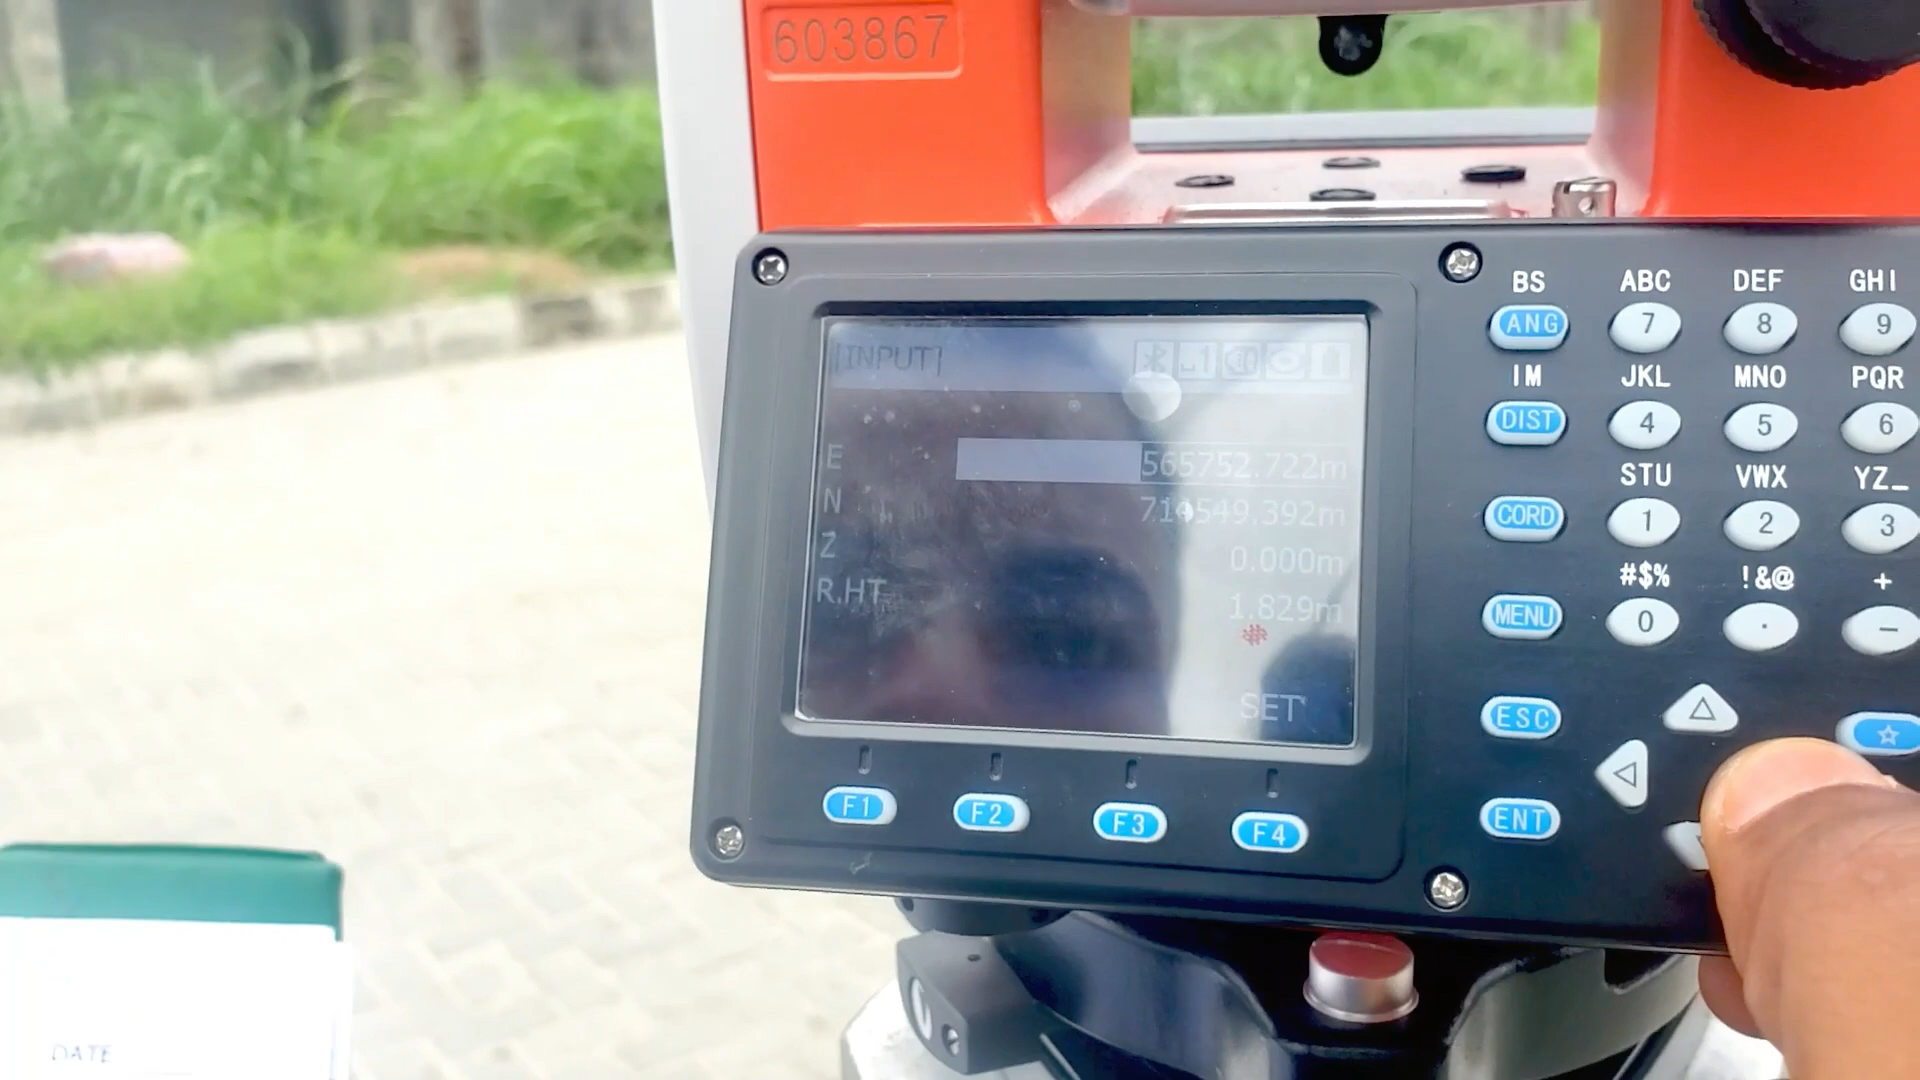 603867
[INPUT]
E 565752.722m
N 714549.392m
Z 0.000m
R.HT 1.829m
SET
F1 F2 F3 F4
BS ABC DEF GHI
ANG 7 8 9
IM JKL MNO PQR
DIST 4 5 6
STU VWX YZ_
CORD 1 2 3
#$% !&@ +
MENU 0 . -
ESC
ENT
DATE